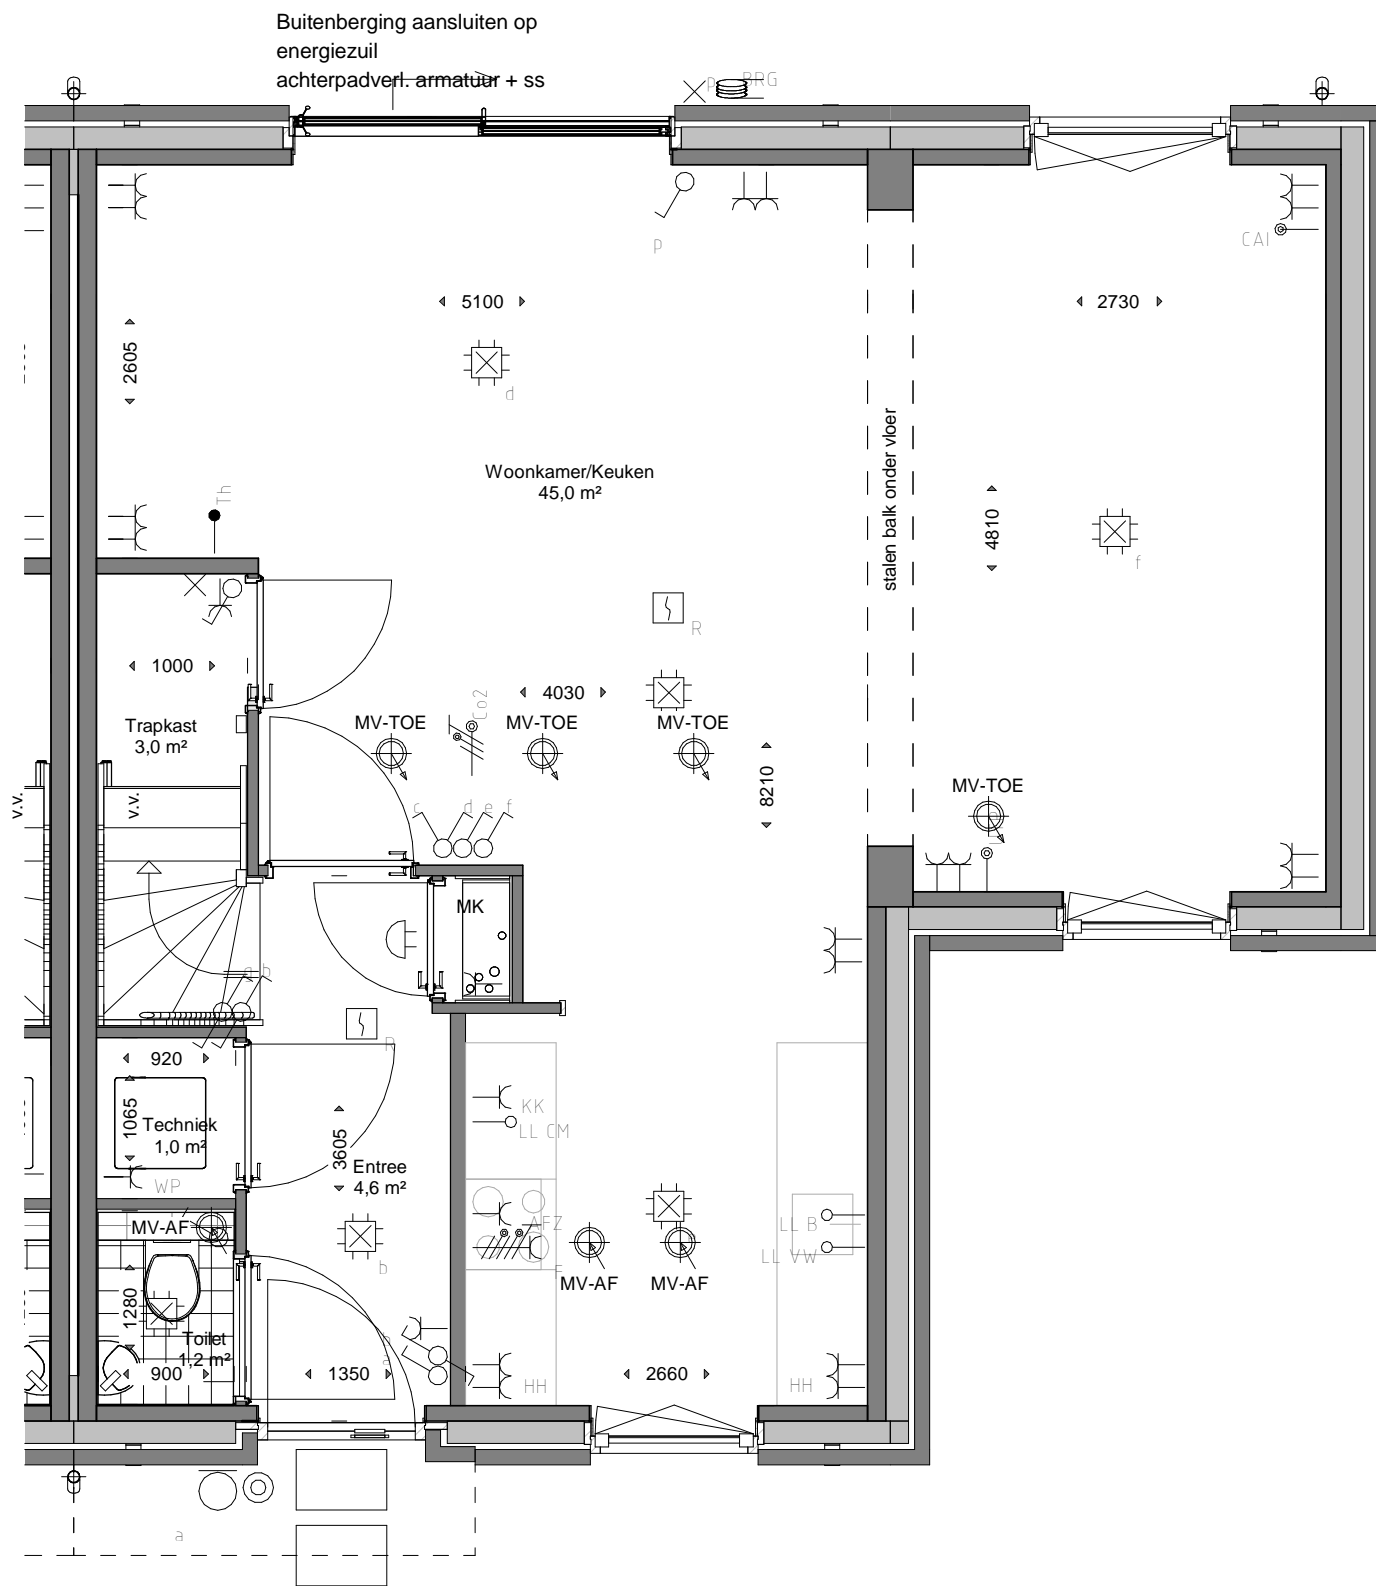 Buitenberging aansluiten op
energiezuil
achterpadverl. armatuur + ss
p
BRG
p
CAI
5100
2730
2605
d
Woonkamer/Keuken
45,0 m²
stalen balk onder vloer
4810
f
Th
R
1000
4030
Co2
Trapkast
3,0 m²
MV-TOE
MV-TOE
MV-TOE
8210
MV-TOE
v.v.
v.v.
c
d
e
f
MK
a b
R
920
1065
Techniek
1,0 m²
WP
3605
Entree
4,6 m²
KK
LL CM
MV-AF
AFZ
LL B
LL VW
b
F
MV-AF
MV-AF
1280
Toilet
1,2 m²
900
1350
HH
2660
HH
a